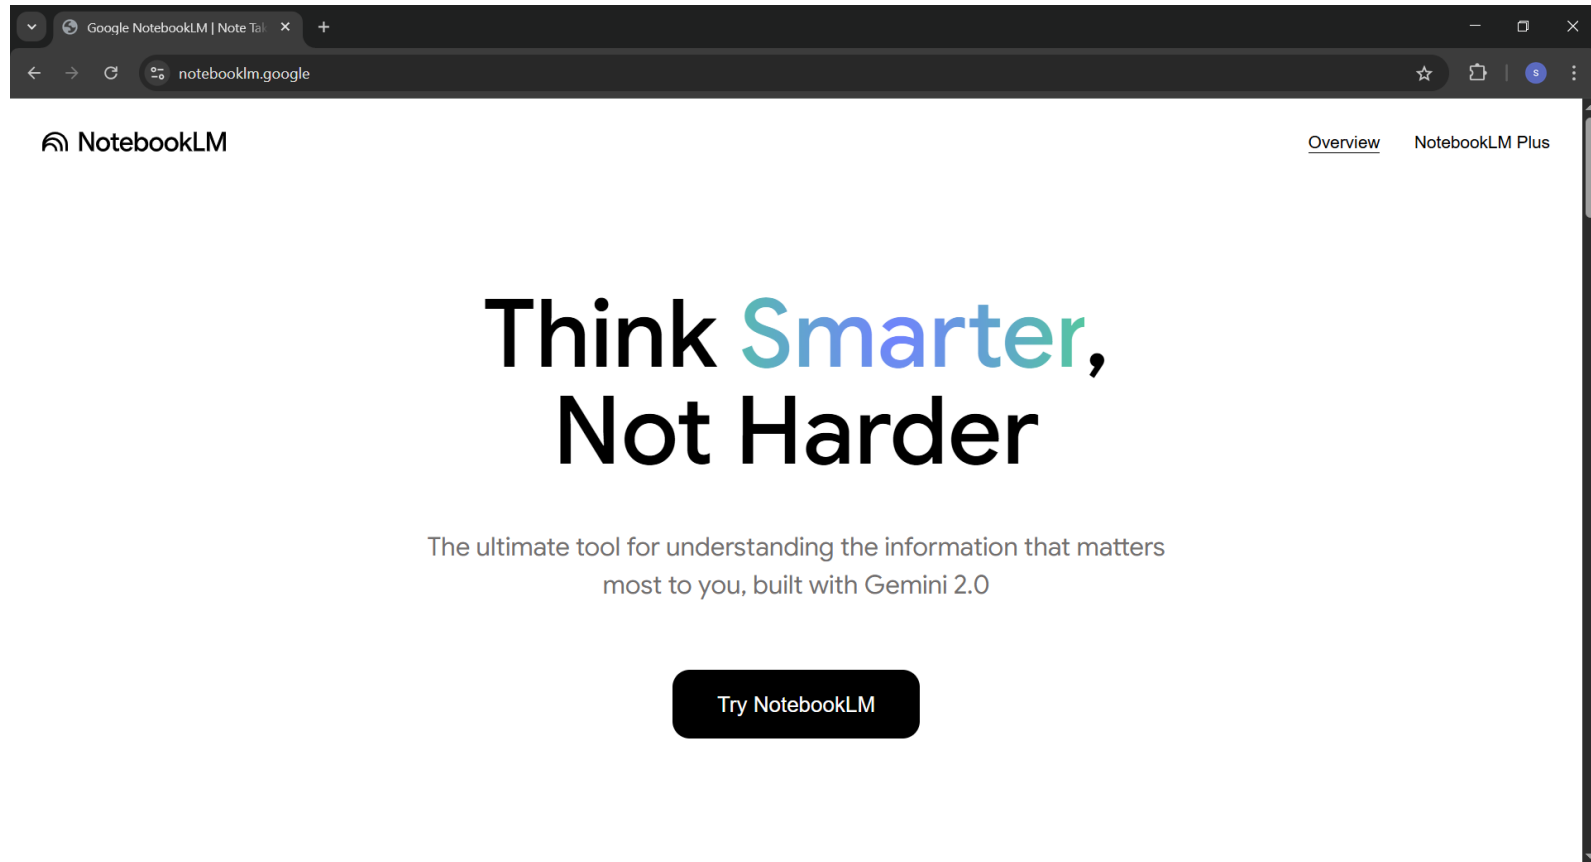 Google NotebookLM | Note Tak
notebooklm.google
S
NotebookLM
Overview
NotebookLM Plus
Think Smarter,
Not Harder
The ultimate tool for understanding the information that matters
most to you, built with Gemini 2.0
Try NotebookLM